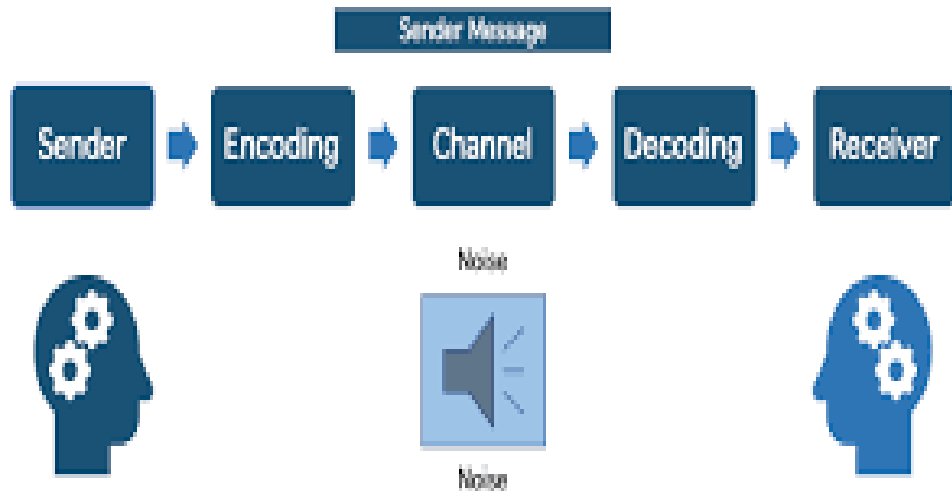 Sender Message
Sender
Encoding
Channel
Decoding
Receiver
Noise
Noise